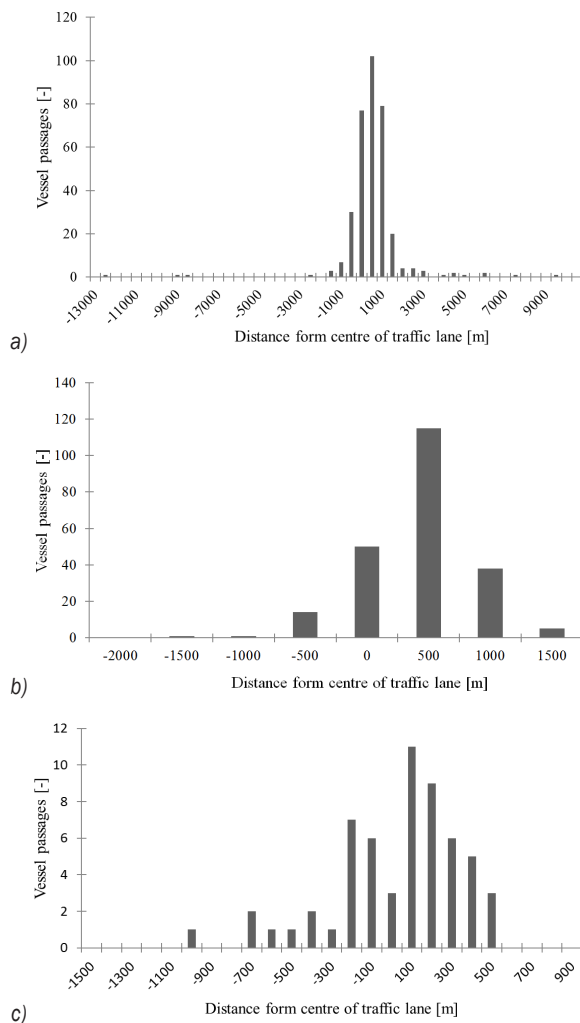 120
100
80
60
40
20
0
Vessel passages [-]
-13000 -11000 -9000 -7000 -5000 -3000 -1000 1000 3000 5000 7000 9000
Distance form centre of traffic lane [m]
a)
140
120
100
80
60
40
20
0
Vessel passages [-]
-2000 -1500 -1000 -500 0 500 1000 1500
Distance form centre of traffic lane [m]
b)
12
10
8
6
4
2
0
Vessel passages [-]
-1500 -1300 -1100 -900 -700 -500 -300 -100 100 300 500 700 900
Distance form centre of traffic lane [m]
c)